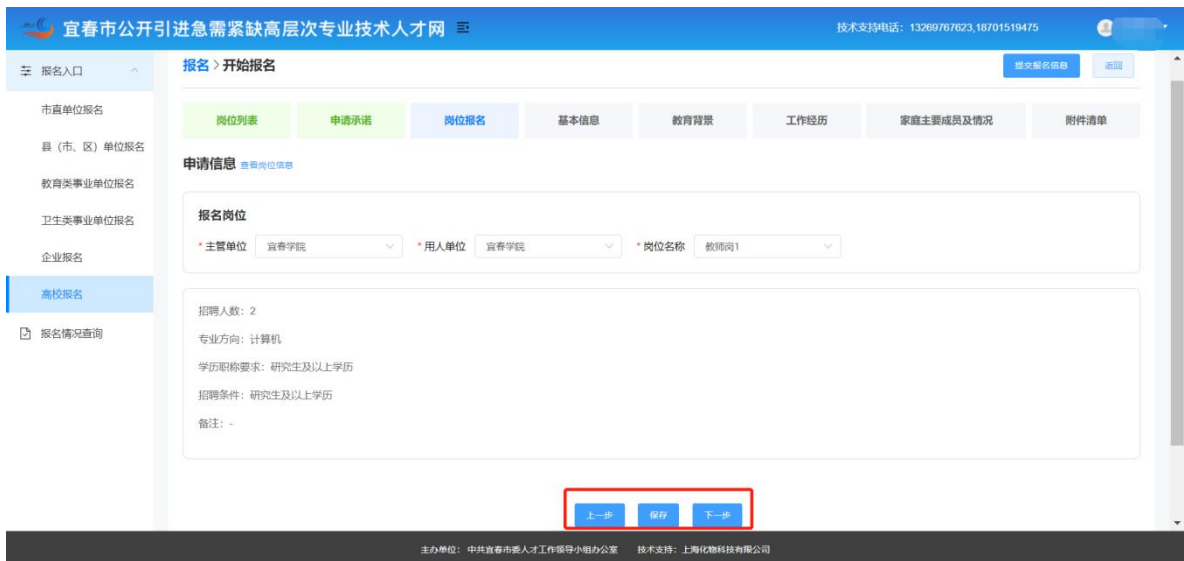 宜春市公开引进急需紧缺高层次专业技术人才网
技术支持电话：13269767623,18701519475
报名入口
市直单位报名
县（市、区）单位报名
教育类事业单位报名
卫生类事业单位报名
企业报名
高校报名
报名情况查询
报名 > 开始报名
提交报名信息 返回
岗位列表 申请承诺 岗位报名 基本信息 教育背景 工作经历 家庭主要成员及情况 附件清单
申请信息 查看岗位信息
报名岗位
* 主管单位 宜春学院 * 用人单位 宜春学院 * 岗位名称 教师岗1
招聘人数：2
专业方向：计算机
学历职称要求：研究生及以上学历
招聘条件：研究生及以上学历
备注：-
上一步 保存 下一步
主办单位：中共宜春市委人才工作领导小组办公室 技术支持：上海化物科技有限公司